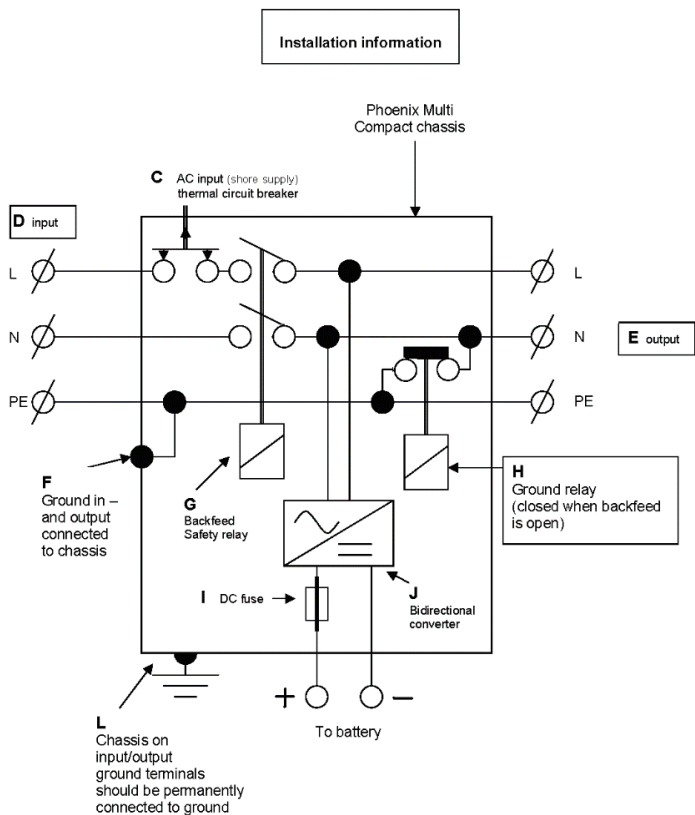 Installation information
Phoenix Multi
Compact chassis
C AC input (shore supply)
thermal circuit breaker
D input
L
L
N
N
E output
PE
PE
F
Ground in –
and output
connected
to chassis
G
Backfeed
Safety relay
H
Ground relay
(closed when backfeed
is open)
I DC fuse
J
Bidirectional
converter
+ −
To battery
L
Chassis on
input/output
ground terminals
should be permanently
connected to ground